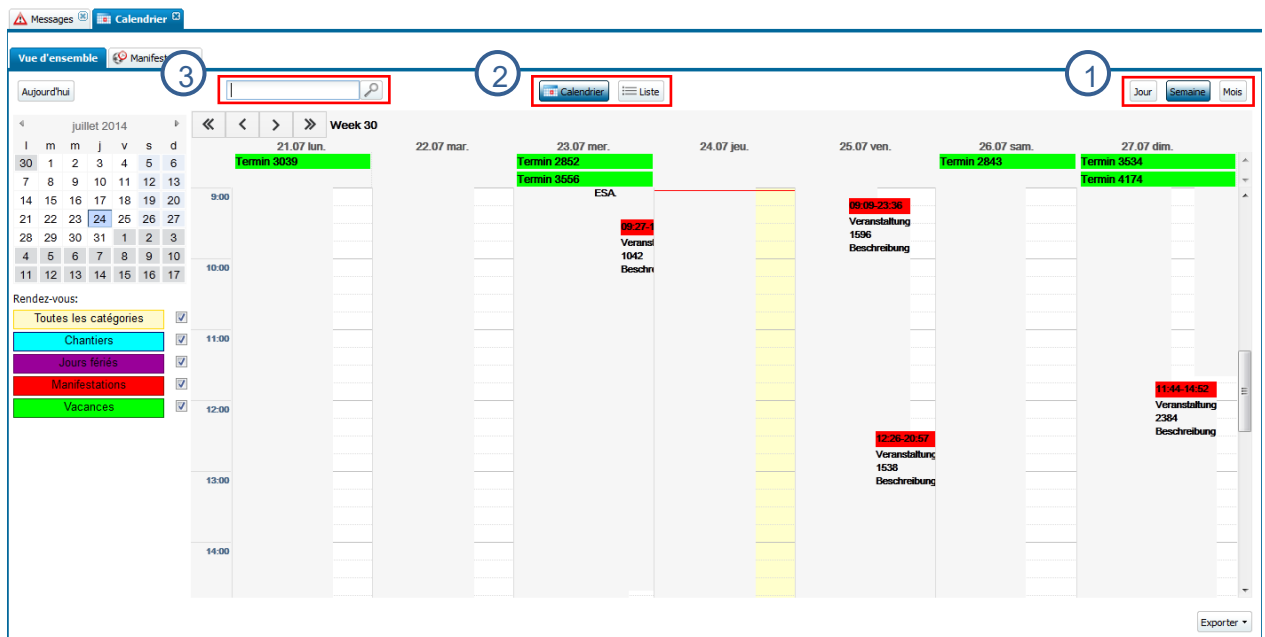 Messages Calendrier
Vue d'ensemble
3 2 1
Aujourd'hui Calendrier Liste Jour Semaine Mois
juillet 2014 Week 30
l m m j v s d
30 1 2 3 4 5 6
7 8 9 10 11 12 13
14 15 16 17 18 19 20
21 22 23 24 25 26 27
28 29 30 31 1 2 3
4 5 6 7 8 9 10
11 12 13 14 15 16 17
Rendez-vous:
Toutes les catégories
Chantiers
Jours fériés
Manifestations
Vacances
21.07 lun. 22.07 mar. 23.07 mer. 24.07 jeu. 25.07 ven. 26.07 sam. 27.07 dim.
Termin 3039 Termin 2852 Termin 2843 Termin 3534
Termin 3556 Termin 4174
9:00
10:00
11:00
12:00
13:00
14:00
ESA
09:27-1
Veranst
1042
Beschre
09:09-23:36
Veranstaltung
1596
Beschreibung
12:26-20:57
Veranstaltung
1538
Beschreibung
11:44-14:52
Veranstaltung
2384
Beschreibung
Exporter